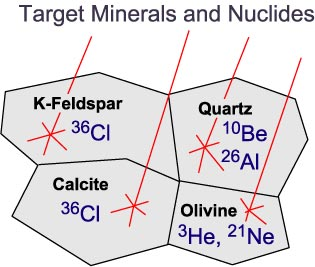 Target Minerals and Nuclides
K-Feldspar
³⁶Cl
Quartz
¹⁰Be
²⁶Al
Calcite
³⁶Cl
Olivine
³He, ²¹Ne